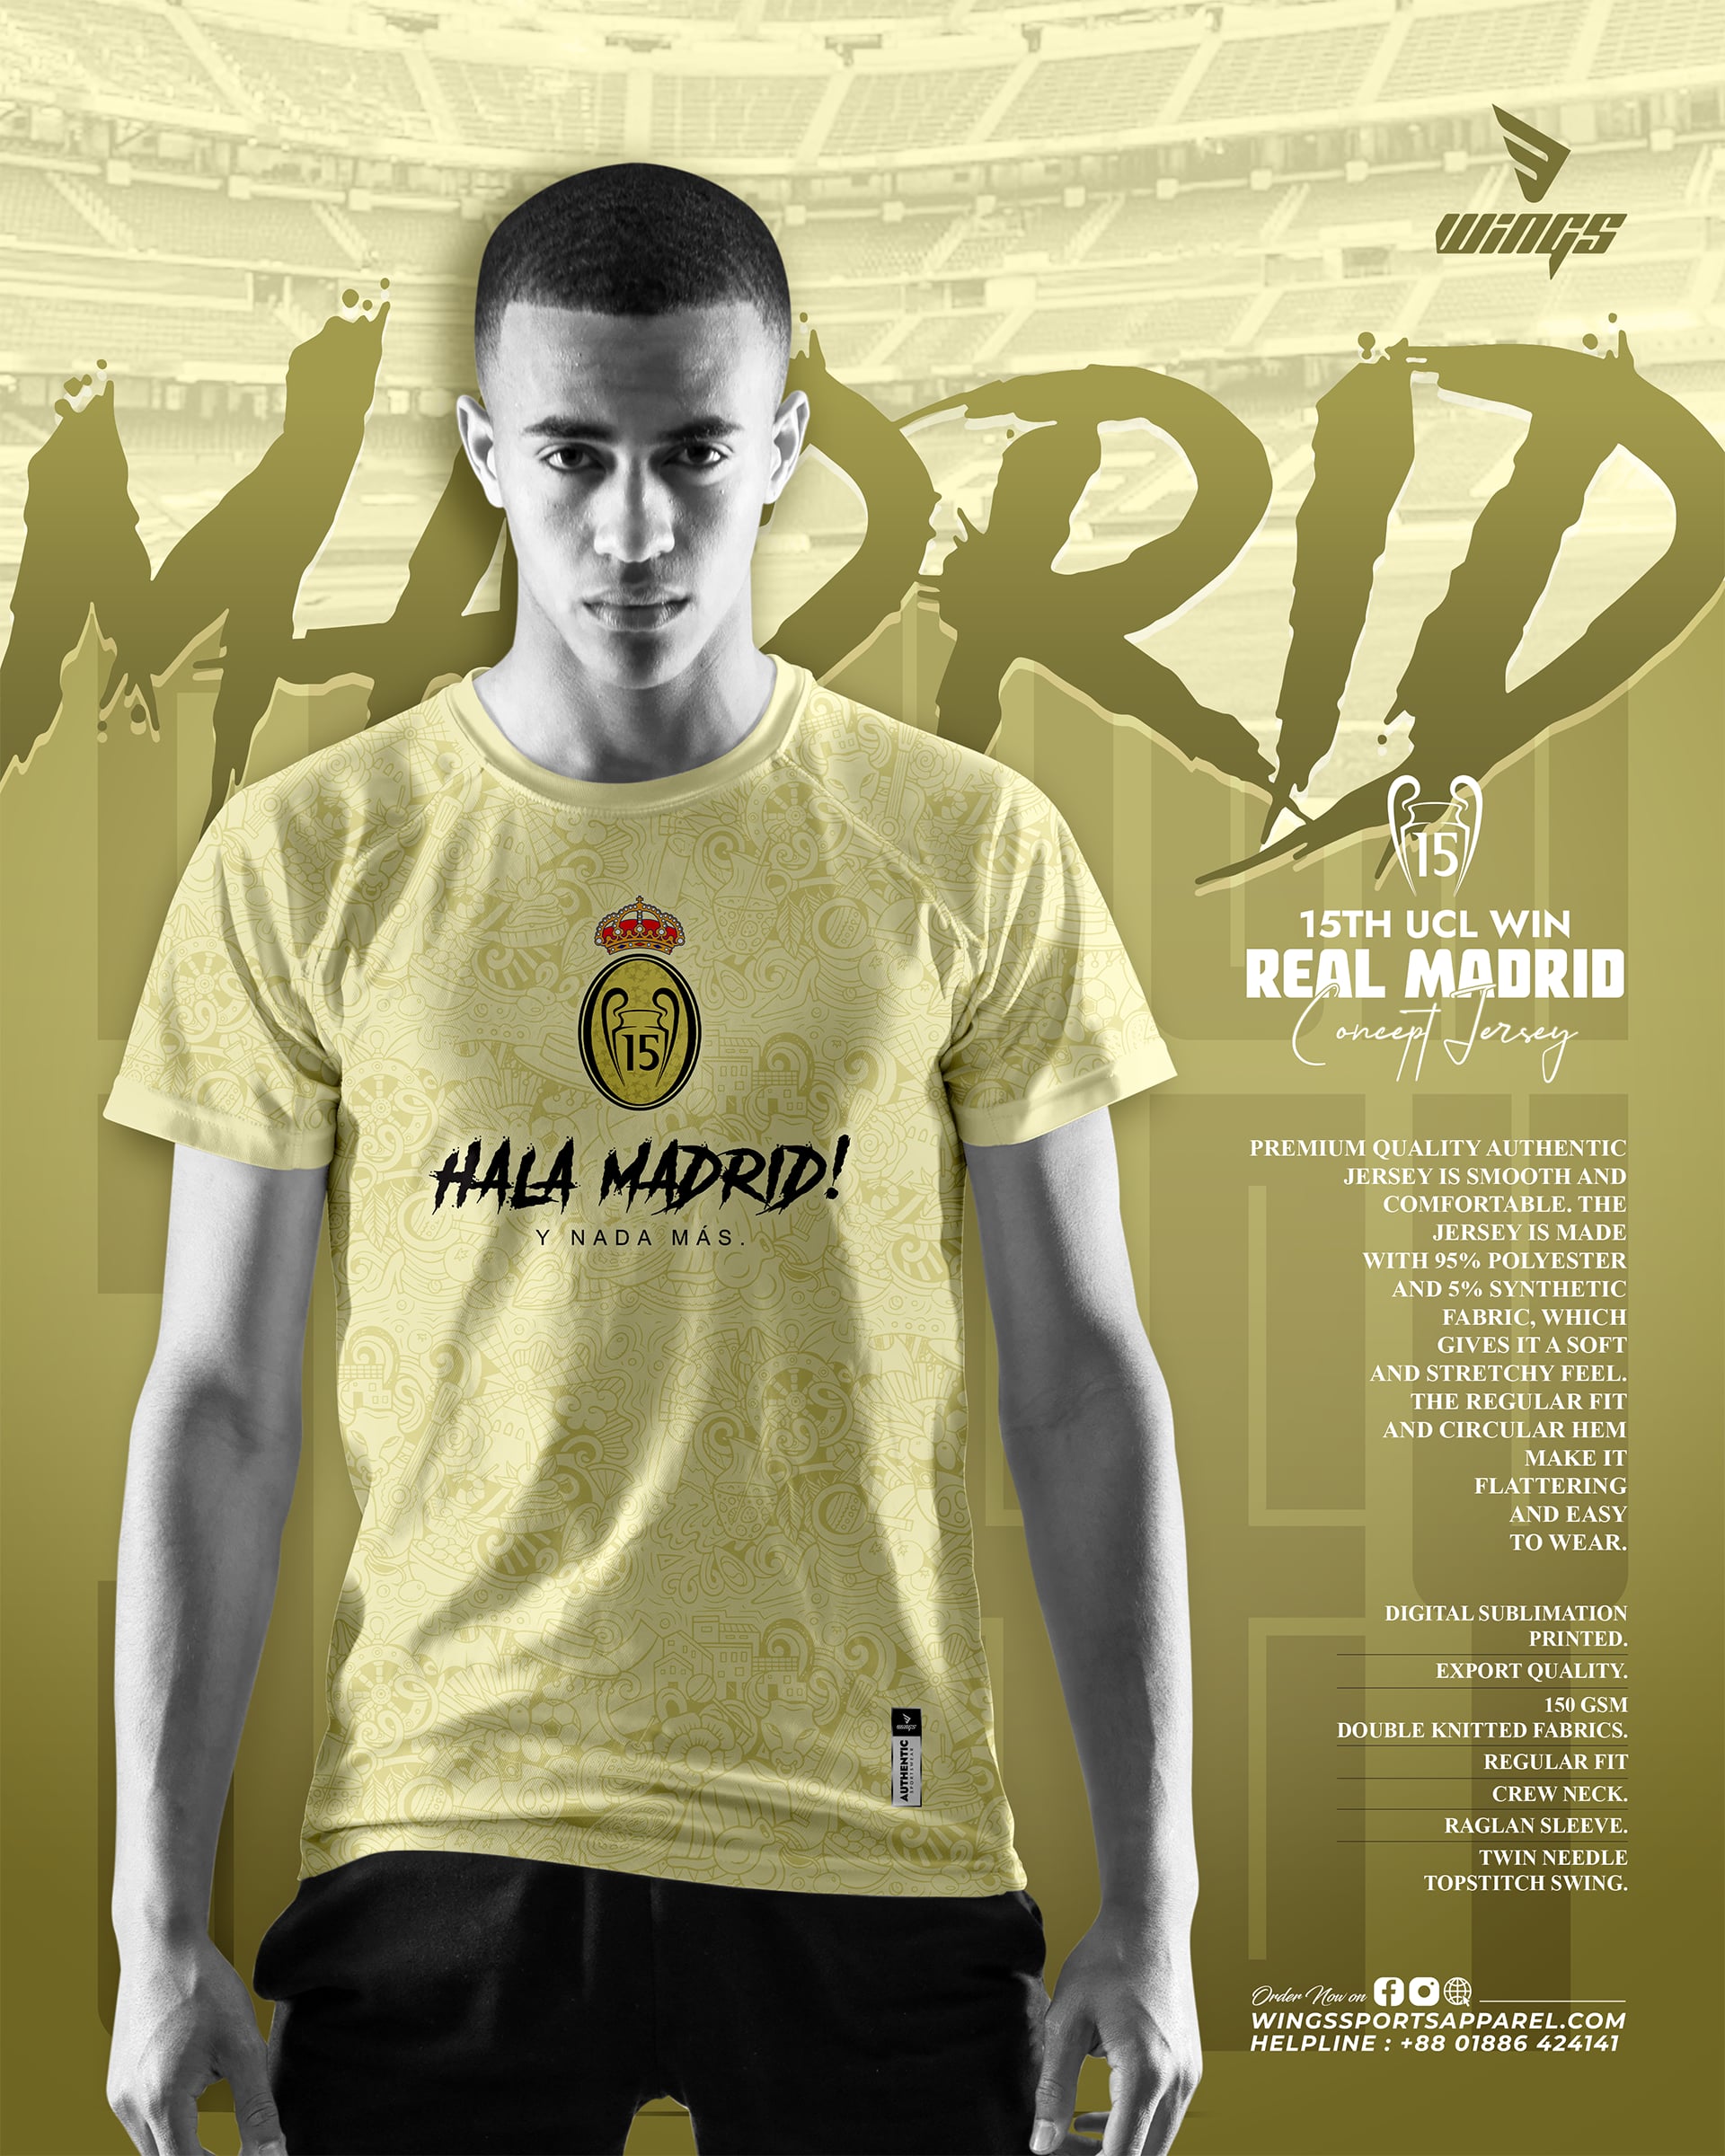 WINGS
MADRID
15
15TH UCL WIN
REAL MADRID
Concept Jersey
15
HALA MADRID!
Y NADA MÁS.
PREMIUM QUALITY AUTHENTIC
JERSEY IS SMOOTH AND
COMFORTABLE. THE
JERSEY IS MADE
WITH 95% POLYESTER
AND 5% SYNTHETIC
FABRIC, WHICH
GIVES IT A SOFT
AND STRETCHY FEEL.
THE REGULAR FIT
AND CIRCULAR HEM
MAKE IT
FLATTERING
AND EASY
TO WEAR.
DIGITAL SUBLIMATION
PRINTED.
EXPORT QUALITY.
150 GSM
DOUBLE KNITTED FABRICS.
REGULAR FIT
CREW NECK.
RAGLAN SLEEVE.
TWIN NEEDLE
TOPSTITCH SWING.
WINGS
AUTHENTIC
SPORTSWEAR
Order Now on
WINGSSPORTSAPPAREL.COM
HELPLINE : +88 01886 424141